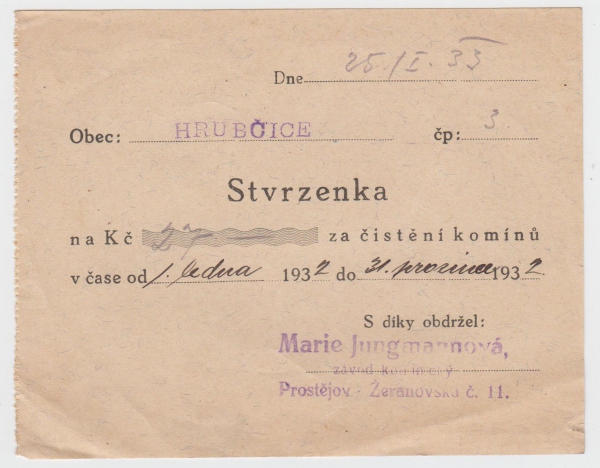 Dne 25./I. 33
Obec: HRUBČICE čp: 3
Stvrzenka
na Kč 27 za čistění komínů
v čase od 1. ledna 1932 do 31. prosince 1932
S díky obdržel:
Marie Jungmannová,
závod kominický
Prostějov - Žeranovská č. 11.